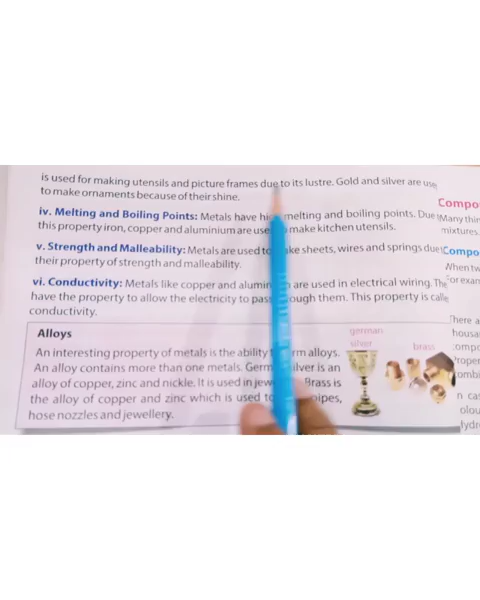 is used for making utensils and picture frames due to its lustre. Gold and silver are use
to make ornaments because of their shine.
iv. Melting and Boiling Points: Metals have hi melting and boiling points. Due
this property iron, copper and aluminium are use make kitchen utensils.
v. Strength and Malleability: Metals are used to ke sheets, wires and springs due
their property of strength and malleability.
vi. Conductivity: Metals like copper and alumin are used in electrical wiring. The
have the property to allow the electricity to pass ough them. This property is calle
conductivity.
Alloys
An interesting property of metals is the ability t rm alloys.
An alloy contains more than one metals. Germ ilver is an
alloy of copper, zinc and nickle. It is used in jew Brass is
the alloy of copper and zinc which is used to pipes,
hose nozzles and jewellery.
german
silver
brass
Compo
Many thin
mixtures.
Compo
When tw
For exan
There a
housa
ompo
roper
ombi
n cas
olou
lydr